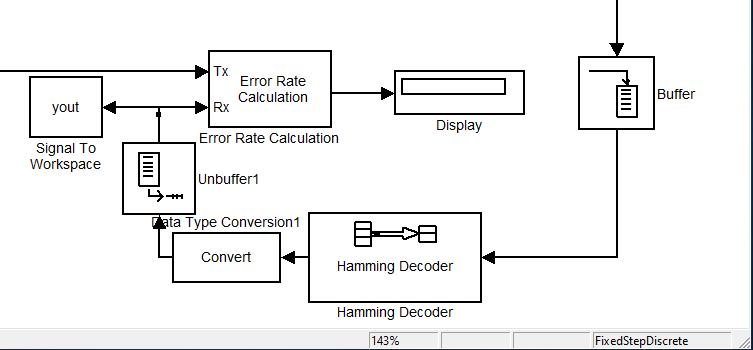 Tx
Error Rate
Calculation
Rx
Error Rate Calculation
yout
Signal To
Workspace
Display
Buffer
Unbuffer1
Data Type Conversion1
Convert
Hamming Decoder
Hamming Decoder
143%
FixedStepDiscrete